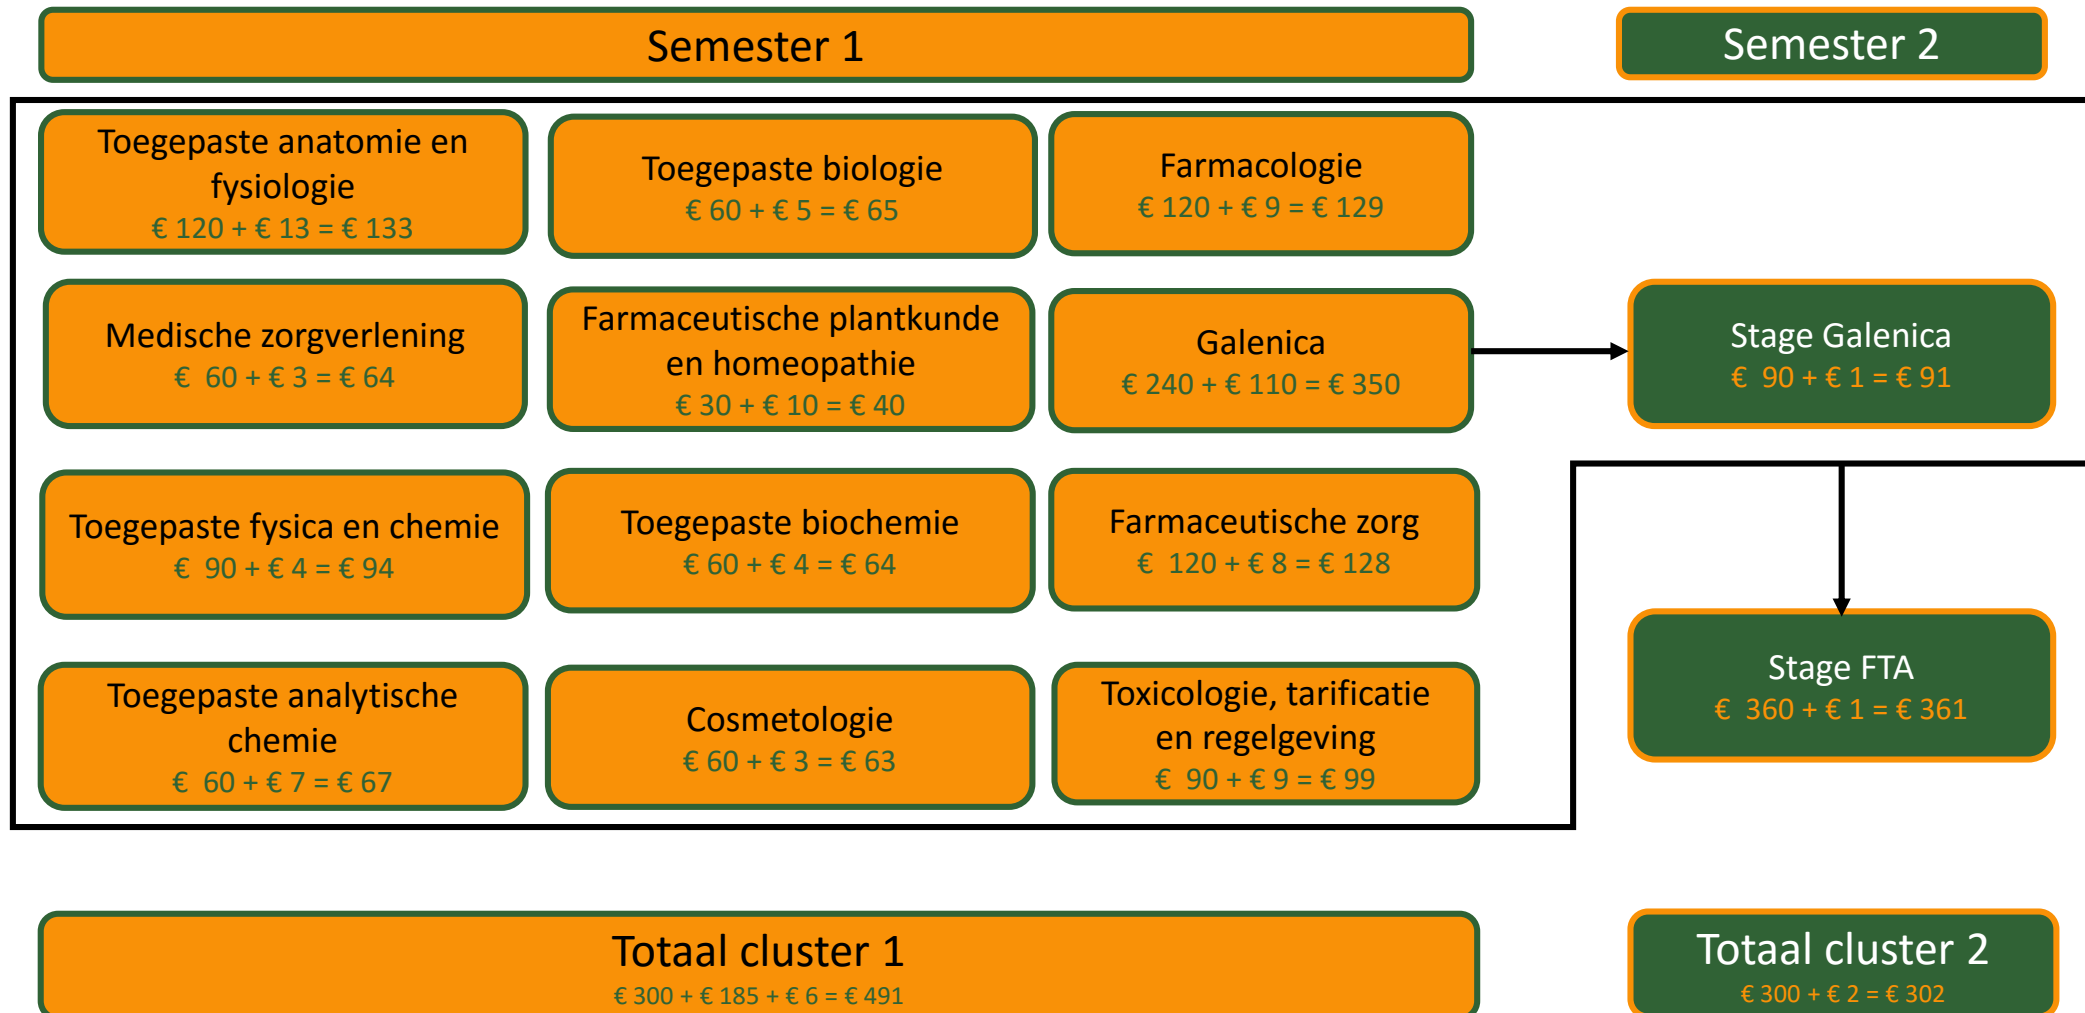 Semester 1
Semester 2
Toegepaste anatomie en
fysiologie
€ 120 + € 13 = € 133
Toegepaste biologie
€ 60 + € 5 = € 65
Farmacologie
€ 120 + € 9 = € 129
Medische zorgverlening
€ 60 + € 3 = € 64
Farmaceutische plantkunde
en homeopathie
€ 30 + € 10 = € 40
Galenica
€ 240 + € 110 = € 350
Stage Galenica
€ 90 + € 1 = € 91
Toegepaste fysica en chemie
€ 90 + € 4 = € 94
Toegepaste biochemie
€ 60 + € 4 = € 64
Farmaceutische zorg
€ 120 + € 8 = € 128
Toegepaste analytische
chemie
€ 60 + € 7 = € 67
Cosmetologie
€ 60 + € 3 = € 63
Toxicologie, tarificatie
en regelgeving
€ 90 + € 9 = € 99
Stage FTA
€ 360 + € 1 = € 361
Totaal cluster 1
€ 300 + € 185 + € 6 = € 491
Totaal cluster 2
€ 300 + € 2 = € 302